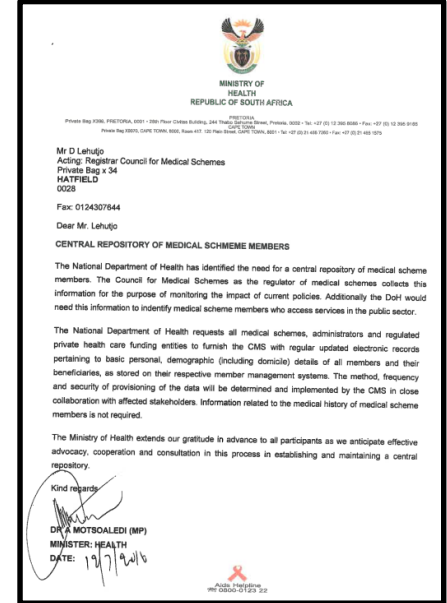 MINISTRY OF
HEALTH
REPUBLIC OF SOUTH AFRICA
PRETORIA
CAPE TOWN
Mr D Lehutjo
Acting: Registrar Council for Medical Schemes
Private Bag x 34
HATFIELD
0028
Fax: 0124307644
Dear Mr. Lehutjo
CENTRAL REPOSITORY OF MEDICAL SCHMEME MEMBERS
The National Department of Health has identified the need for a central repository of medical scheme
members. The Council for Medical Schemes as the regulator of medical schemes collects this
information for the purpose of monitoring the impact of current policies. Additionally the DoH would
need this information to indentify medical scheme members who access services in the public sector.
The National Department of Health requests all medical schemes, administrators and regulated
private health care funding entities to furnish the CMS with regular updated electronic records
pertaining to basic personal, demographic (including domicile) details of all members and their
beneficiaries, as stored on their respective member management systems. The method, frequency
and security of provisioning of the data will be determined and implemented by the CMS in close
collaboration with affected stakeholders. Information related to the medical history of medical scheme
members is not required.
The Ministry of Health extends our gratitude in advance to all participants as we anticipate effective
advocacy, cooperation and consultation in this process in establishing and maintaining a central
repository.
Kind regards
DR A MOTSOALEDI (MP)
MINISTER: HEALTH
DATE: 19/7/2016
Aids Helpline
0800-0123 22